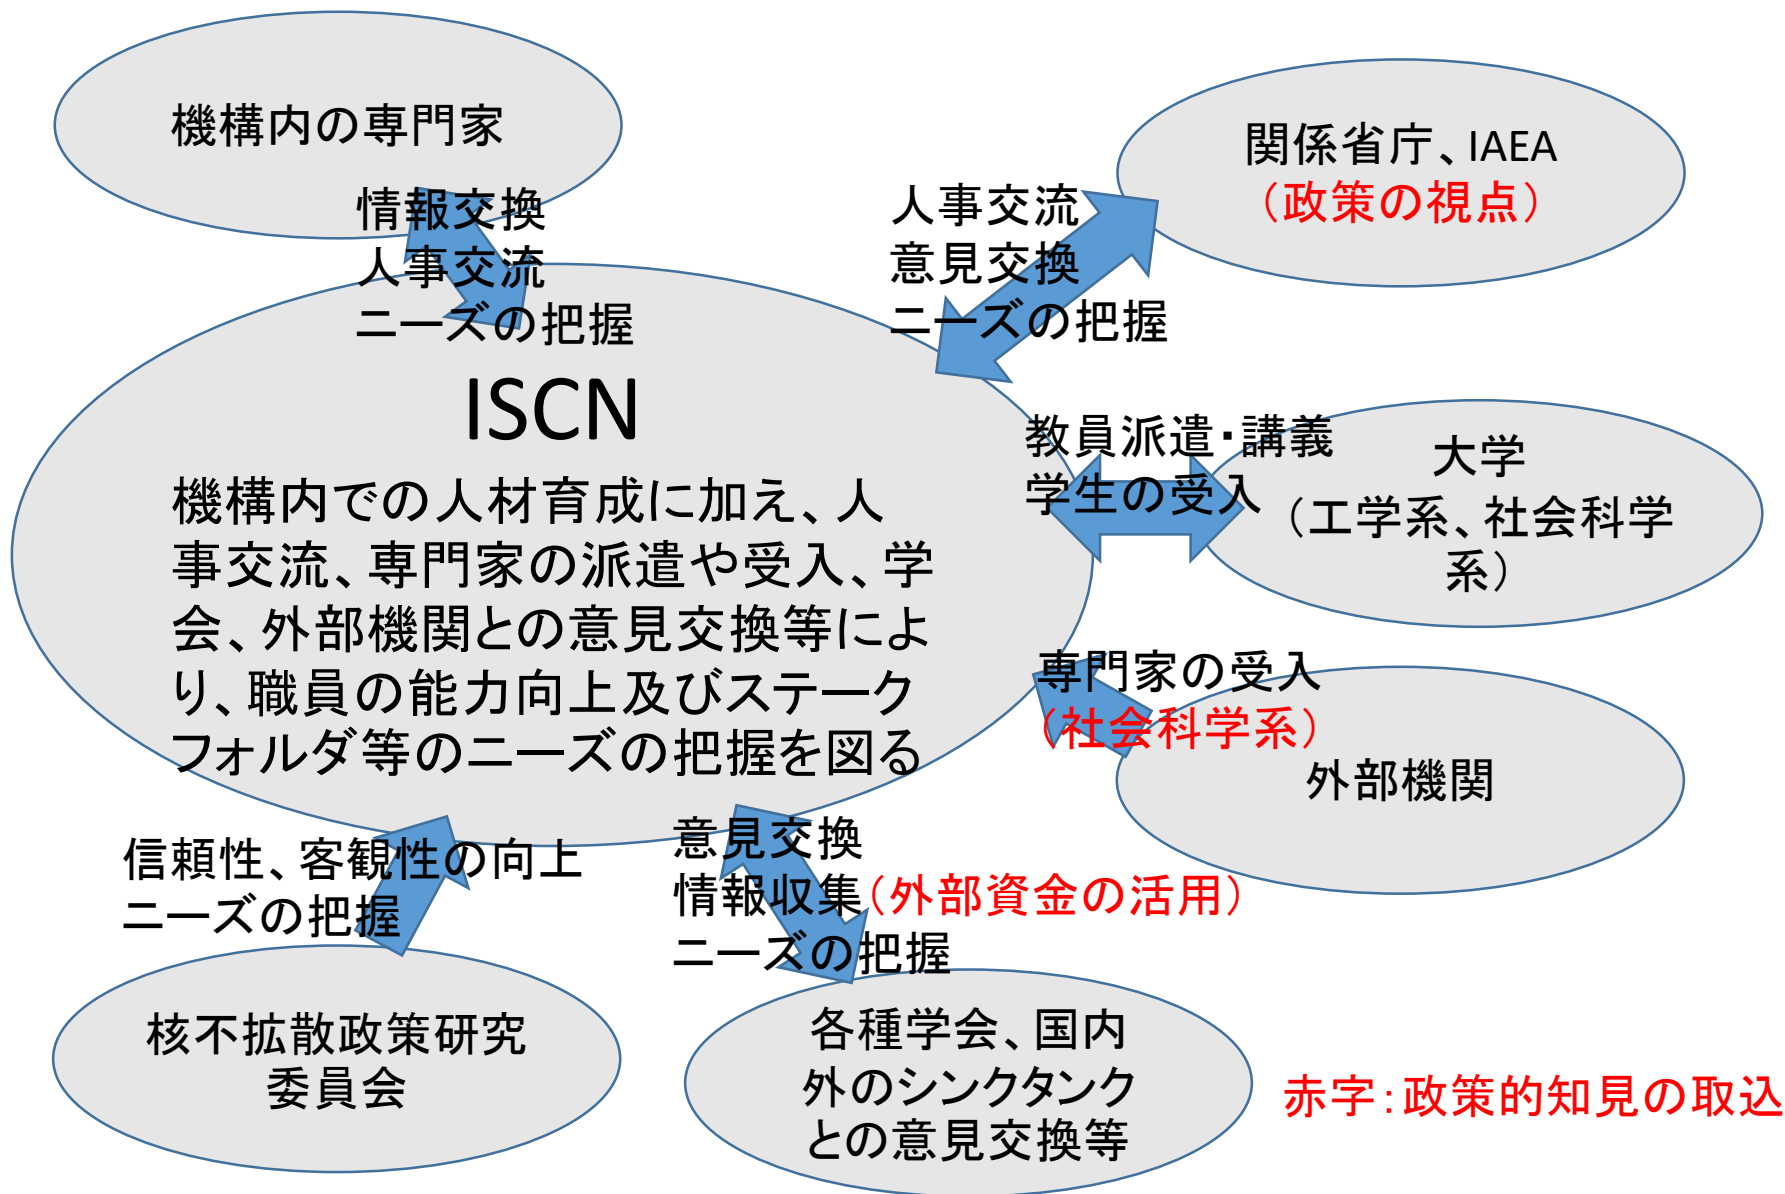 機構内の専門家
情報交換
人事交流
ニーズの把握
関係省庁、IAEA
（政策の視点）
人事交流
意見交換
ニーズの把握
ISCN
機構内での人材育成に加え、人
事交流、専門家の派遣や受入、学
会、外部機関との意見交換等によ
り、職員の能力向上及びステーク
フォルダ等のニーズの把握を図る
教員派遣・講義
学生の受入
大学
（工学系、社会科学
系）
専門家の受入
（社会科学系）
外部機関
信頼性、客観性の向上
ニーズの把握
核不拡散政策研究
委員会
意見交換
情報収集（外部資金の活用）
ニーズの把握
各種学会、国内
外のシンクタンク
との意見交換等
赤字：政策的知見の取込